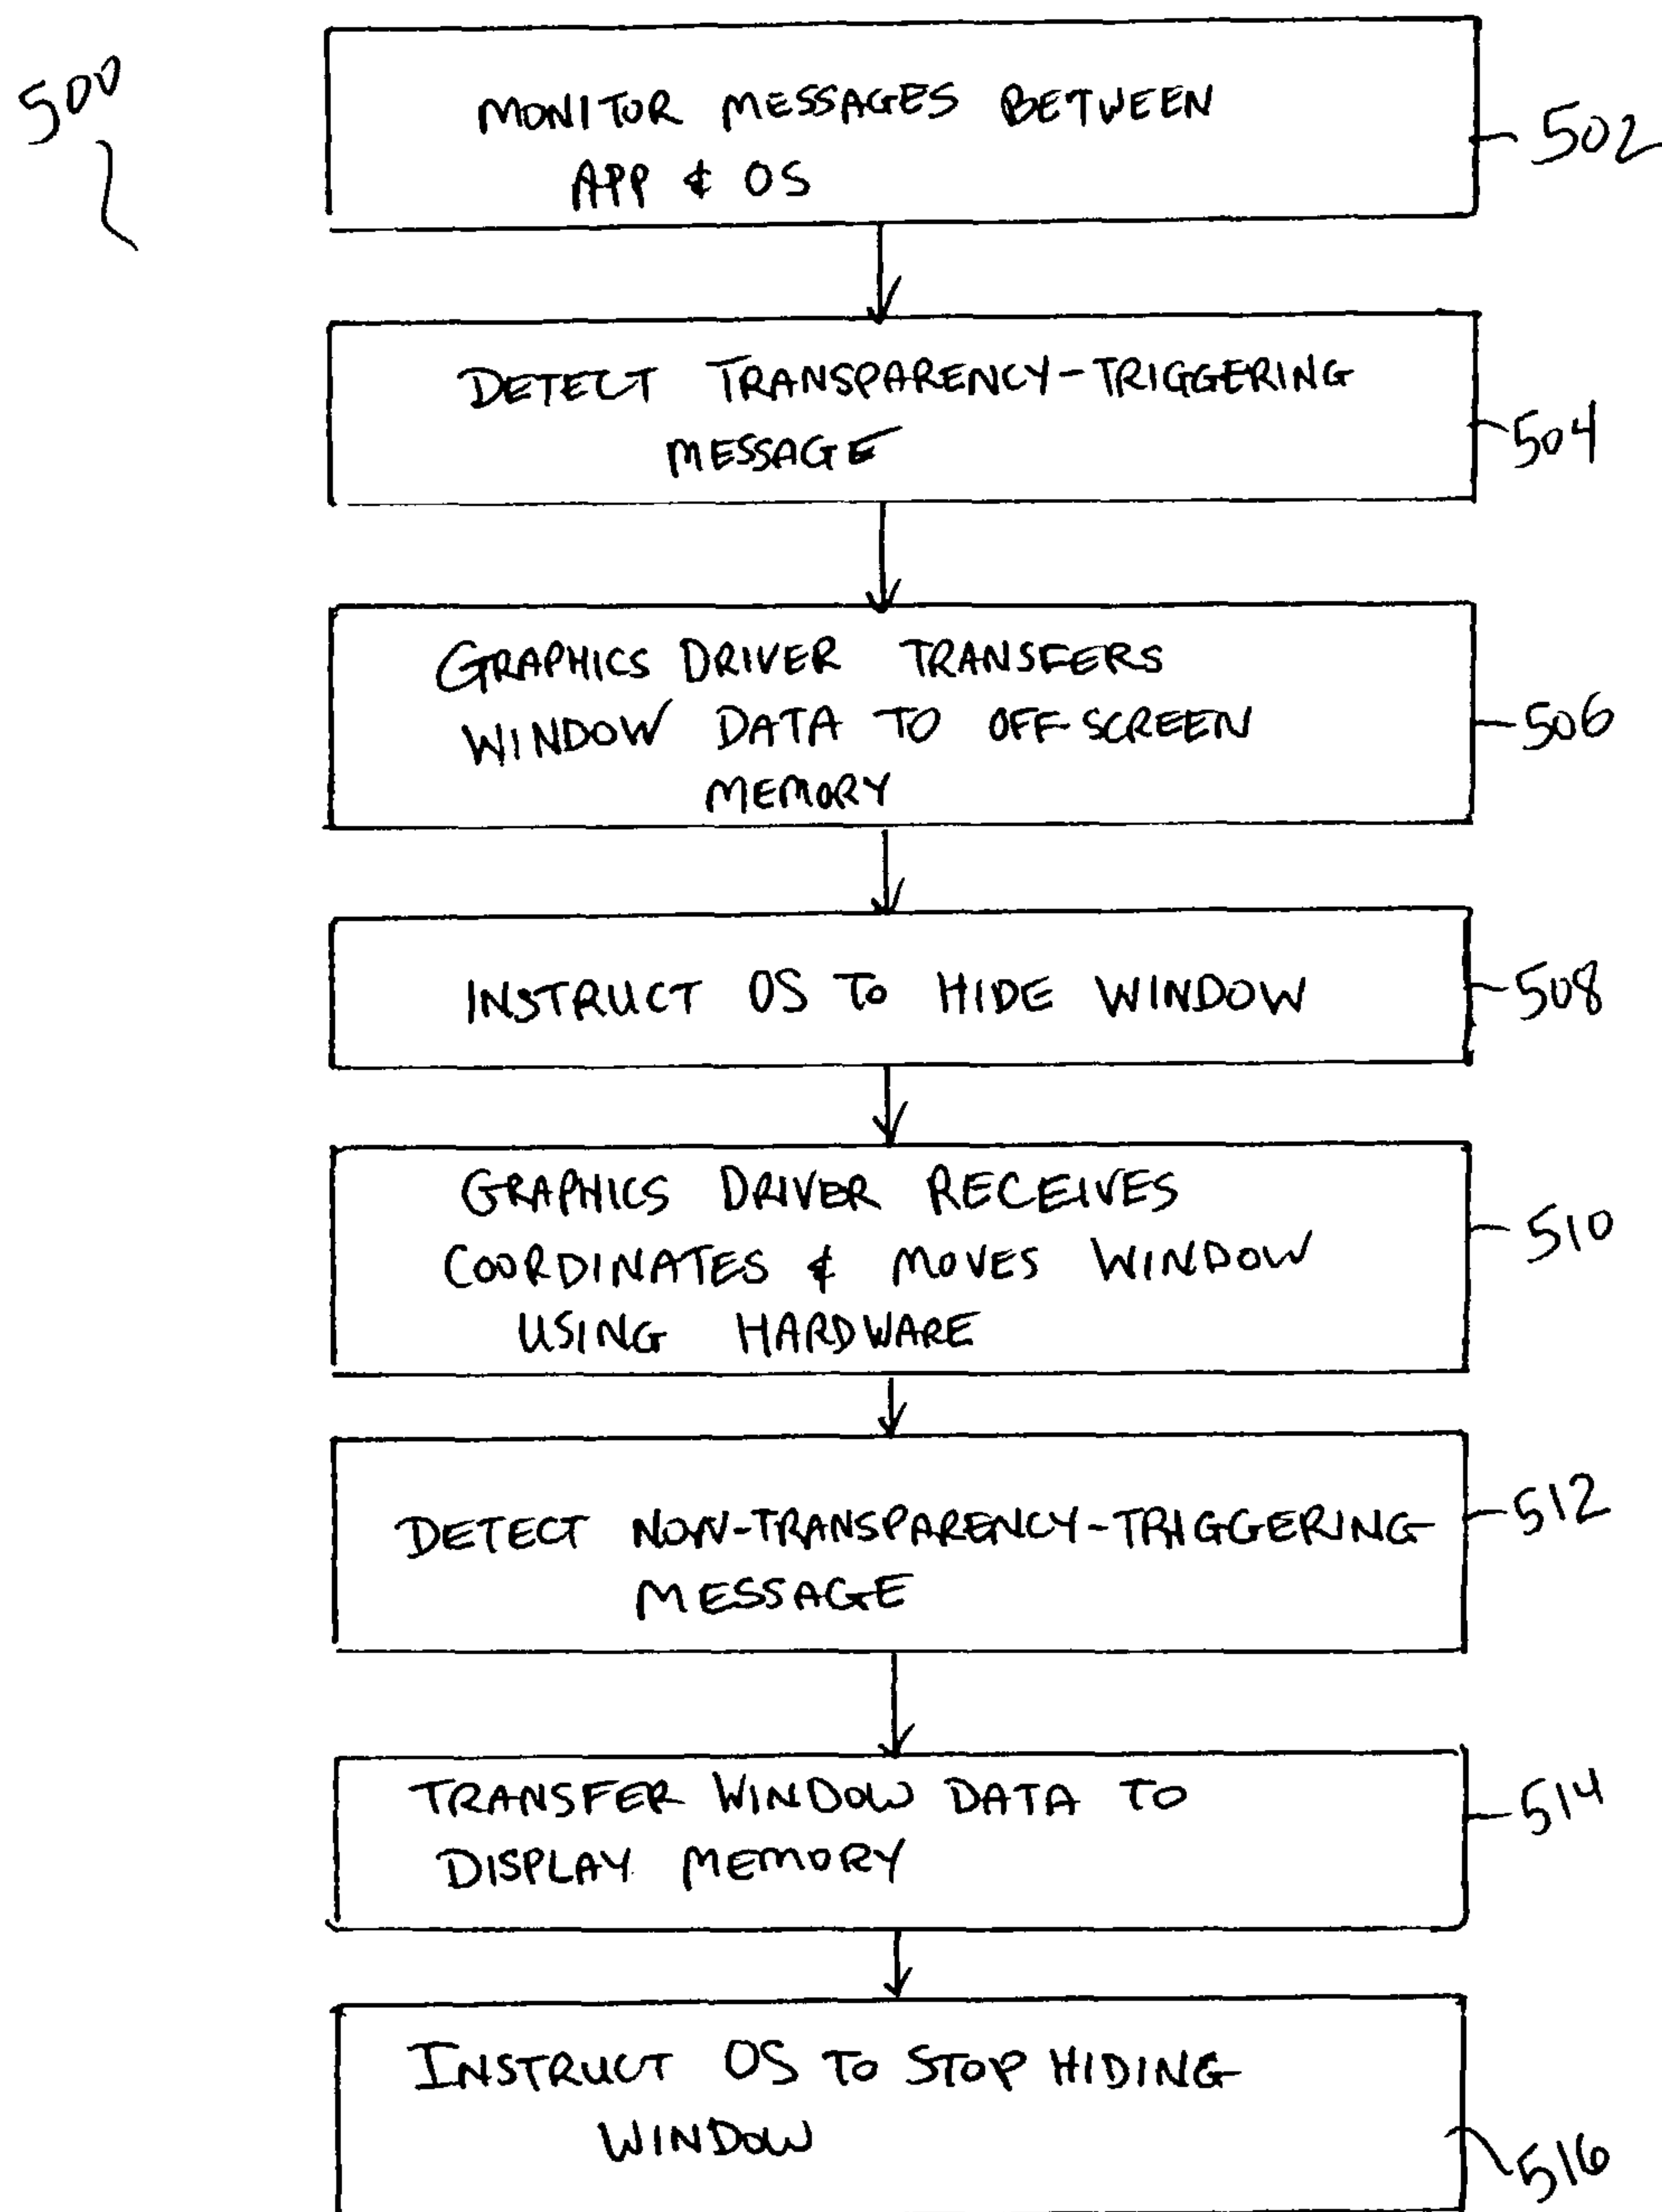 500
MONITOR MESSAGES BETWEEN
APP & OS
502
DETECT TRANSPARENCY-TRIGGERING
MESSAGE
504
GRAPHICS DRIVER TRANSFERS
WINDOW DATA TO OFF-SCREEN
MEMORY
506
INSTRUCT OS TO HIDE WINDOW
508
GRAPHICS DRIVER RECEIVES
COORDINATES & MOVES WINDOW
USING HARDWARE
510
DETECT NON-TRANSPARENCY-TRIGGERING
MESSAGE
512
TRANSFER WINDOW DATA TO
DISPLAY MEMORY
514
INSTRUCT OS TO STOP HIDING
WINDOW
516